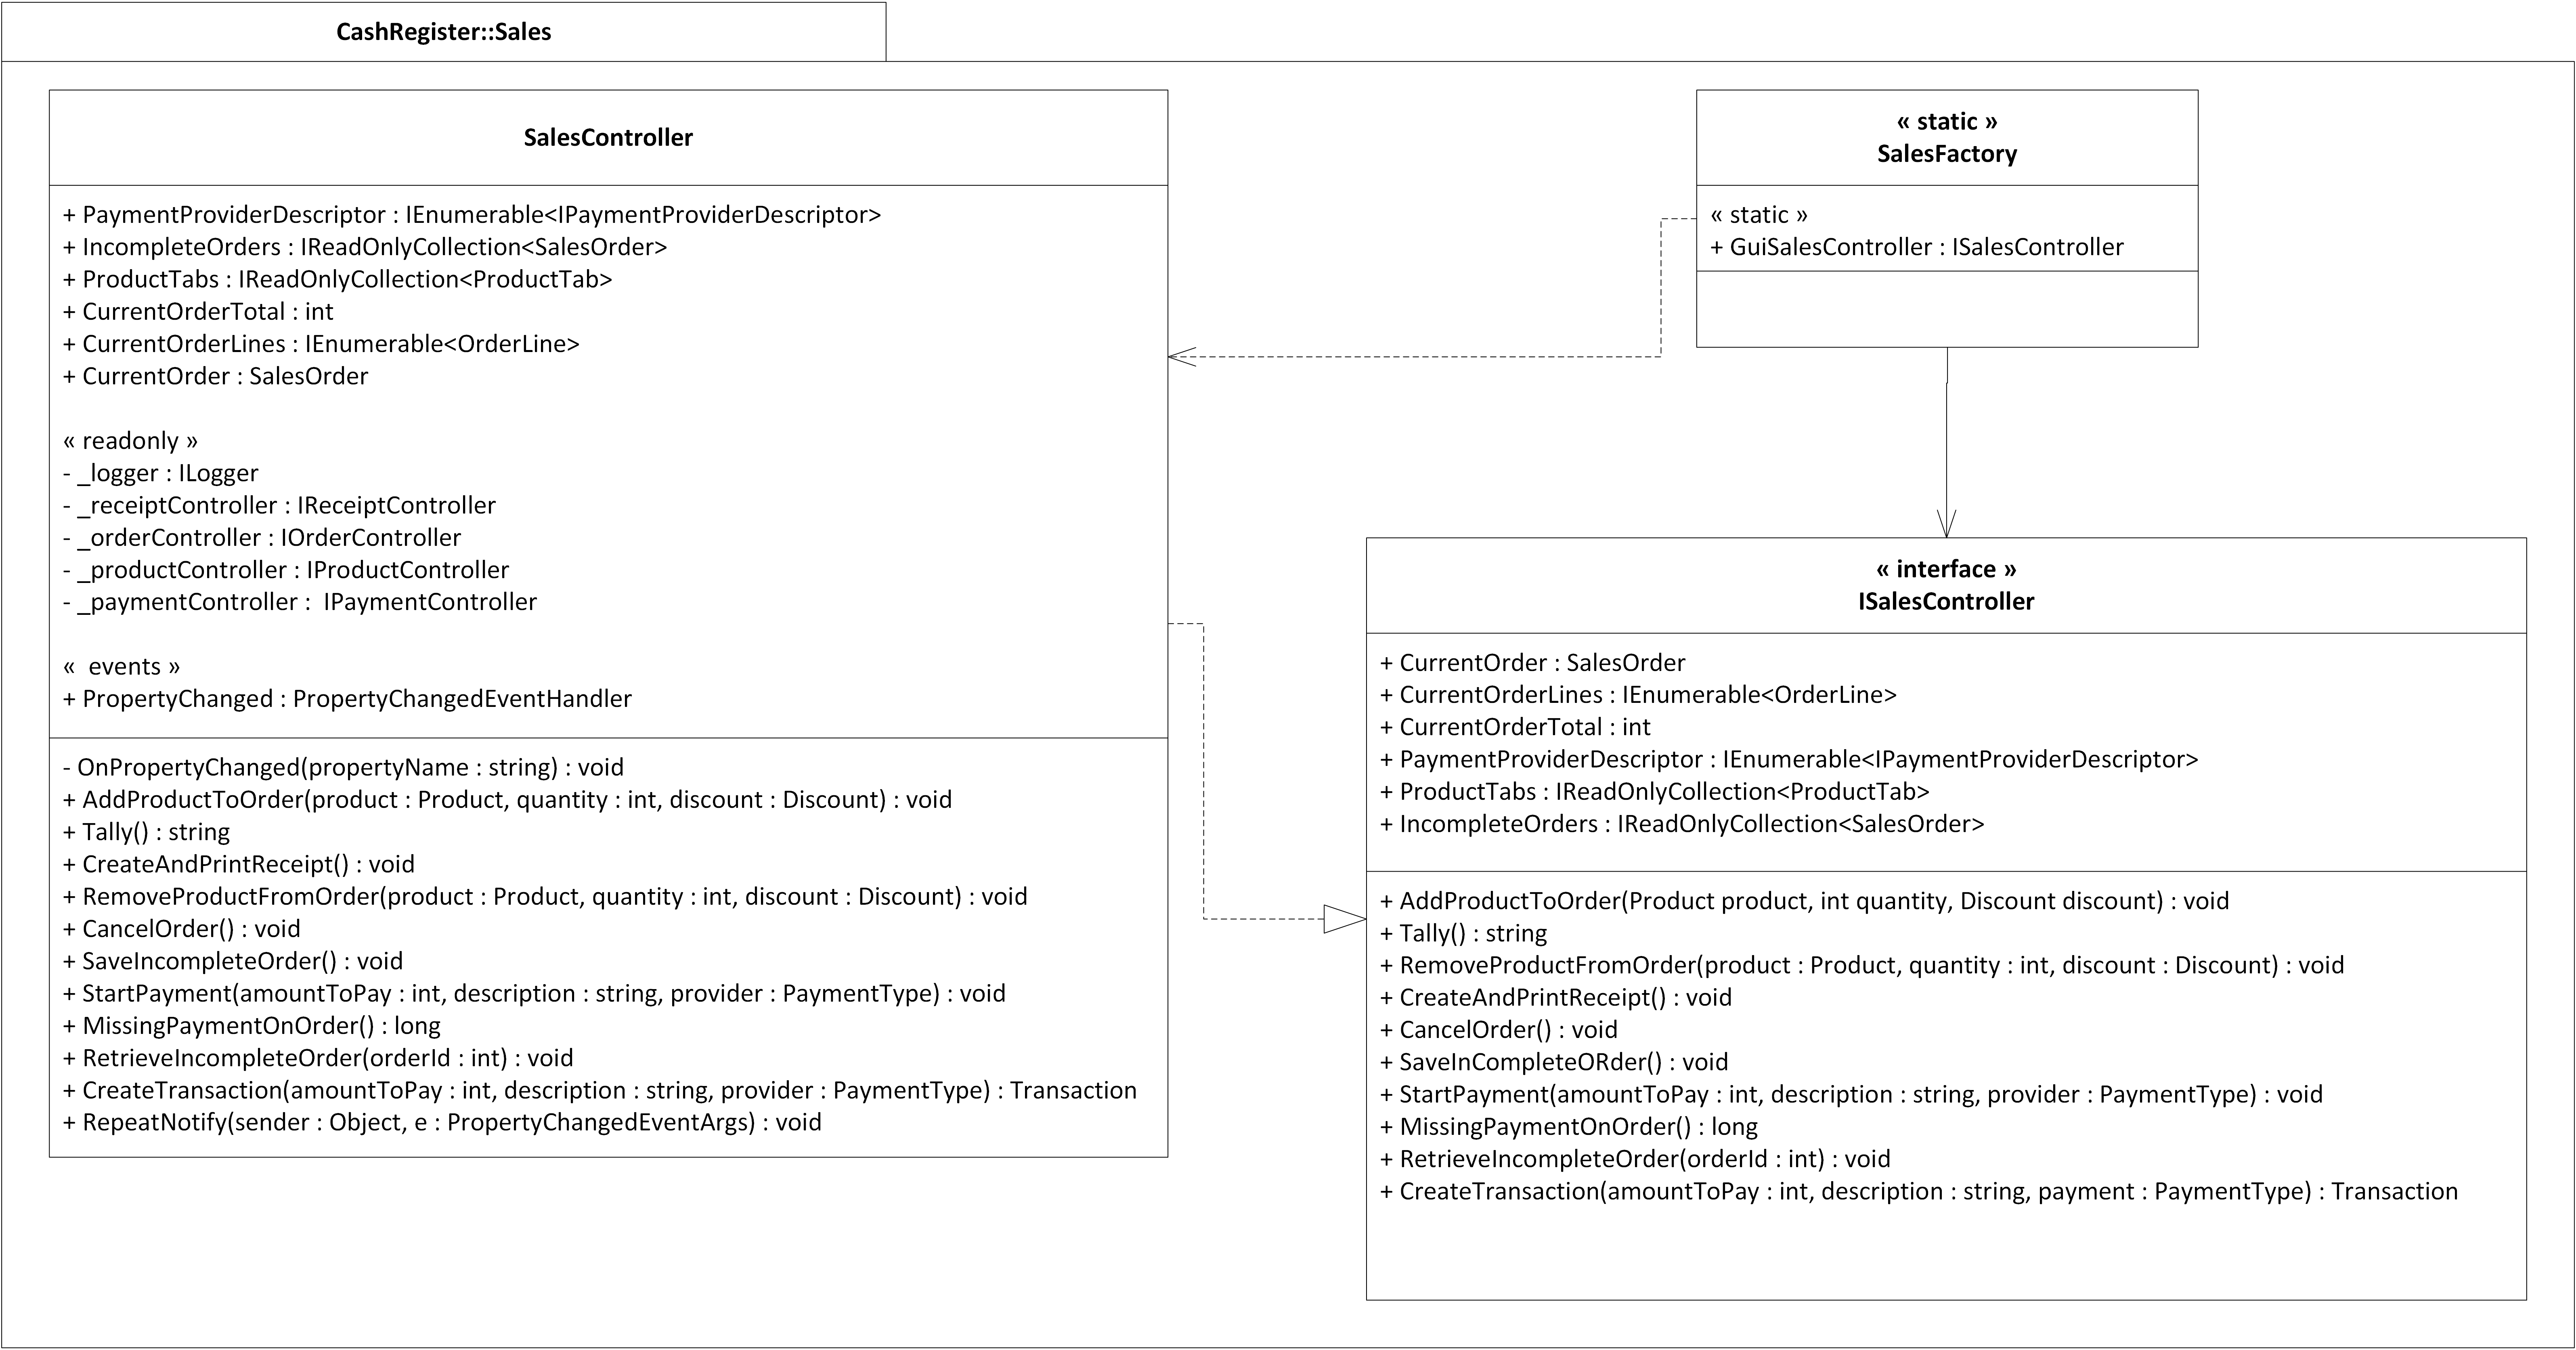 CashRegister::Sales
SalesController
+ PaymentProviderDescriptor : IEnumerable<IPaymentProviderDescriptor>
+ IncompleteOrders : IReadOnlyCollection<SalesOrder>
+ ProductTabs : IReadOnlyCollection<ProductTab>
+ CurrentOrderTotal : int
+ CurrentOrderLines : IEnumerable<OrderLine>
+ CurrentOrder : SalesOrder
« readonly »
- _logger : ILogger
- _receiptController : IReceiptController
- _orderController : IOrderController
- _productController : IProductController
- _paymentController :  IPaymentController
«  events »
+ PropertyChanged : PropertyChangedEventHandler
- OnPropertyChanged(propertyName : string) : void
+ AddProductToOrder(product : Product, quantity : int, discount : Discount) : void
+ Tally() : string
+ CreateAndPrintReceipt() : void
+ RemoveProductFromOrder(product : Product, quantity : int, discount : Discount) : void
+ CancelOrder() : void
+ SaveIncompleteOrder() : void
+ StartPayment(amountToPay : int, description : string, provider : PaymentType) : void
+ MissingPaymentOnOrder() : long
+ RetrieveIncompleteOrder(orderId : int) : void
+ CreateTransaction(amountToPay : int, description : string, provider : PaymentType) : Transaction
+ RepeatNotify(sender : Object, e : PropertyChangedEventArgs) : void
« static »
SalesFactory
« static »
+ GuiSalesController : ISalesController
« interface »
ISalesController
+ CurrentOrder : SalesOrder
+ CurrentOrderLines : IEnumerable<OrderLine>
+ CurrentOrderTotal : int
+ PaymentProviderDescriptor : IEnumerable<IPaymentProviderDescriptor>
+ ProductTabs : IReadOnlyCollection<ProductTab>
+ IncompleteOrders : IReadOnlyCollection<SalesOrder>
+ AddProductToOrder(Product product, int quantity, Discount discount) : void
+ Tally() : string
+ RemoveProductFromOrder(product : Product, quantity : int, discount : Discount) : void
+ CreateAndPrintReceipt() : void
+ CancelOrder() : void
+ SaveInCompleteORder() : void
+ StartPayment(amountToPay : int, description : string, provider : PaymentType) : void
+ MissingPaymentOnOrder() : long
+ RetrieveIncompleteOrder(orderId : int) : void
+ CreateTransaction(amountToPay : int, description : string, payment : PaymentType) : Transaction